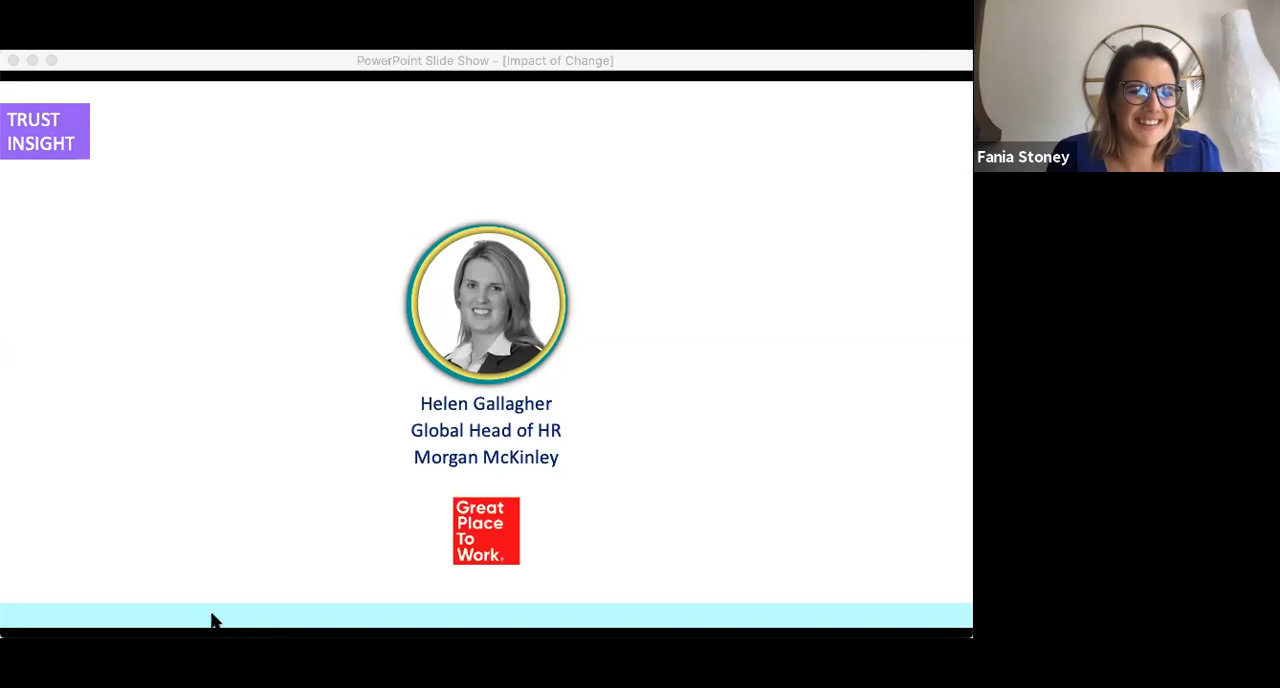 PowerPoint Slide Show – [Impact of Change]
TRUST
INSIGHT
Fania Stoney
Helen Gallagher
Global Head of HR
Morgan McKinley
Great
Place
To
Work.